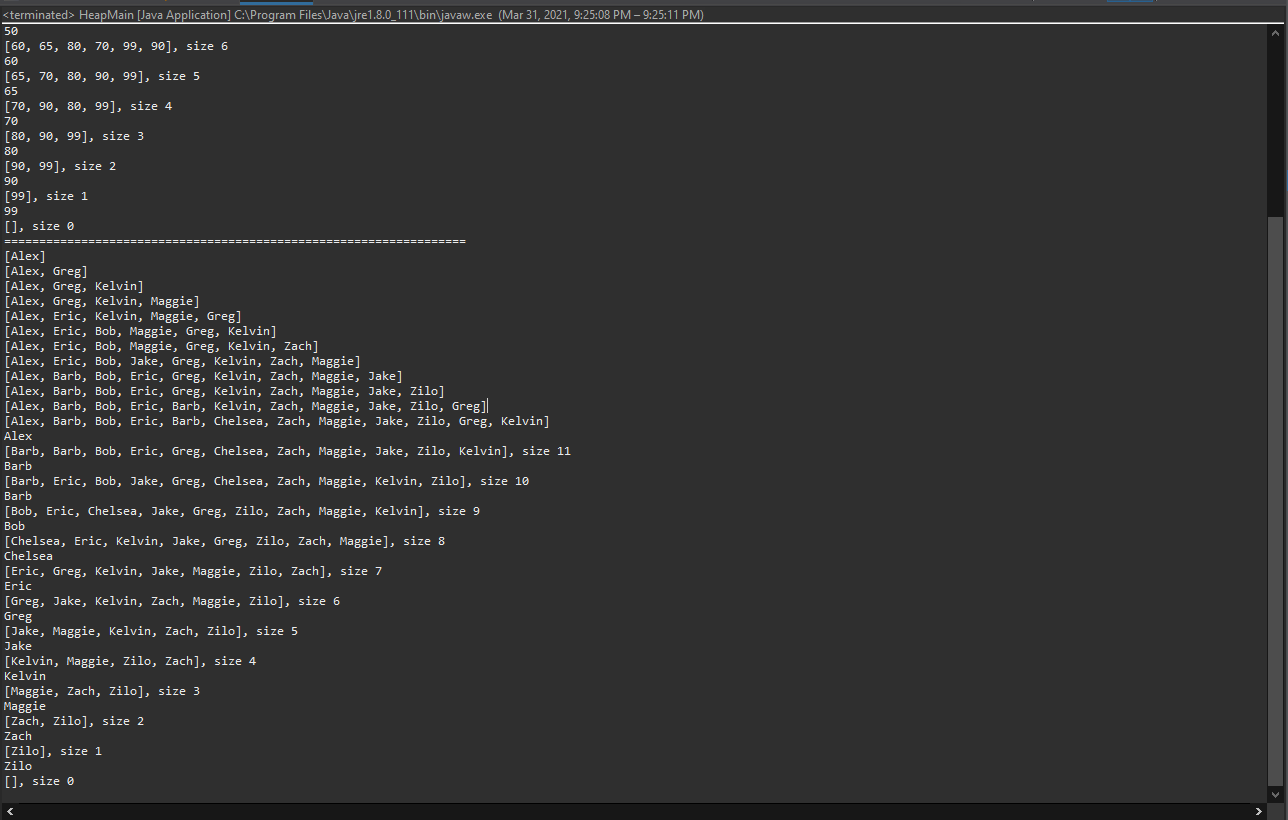 <terminated> HeapMain [Java Application] C:\Program Files\Java\jre1.8.0_111\bin\javaw.exe (Mar 31, 2021, 9:25:08 PM – 9:25:11 PM)
50
[60, 65, 80, 70, 99, 90], size 6
60
[65, 70, 80, 90, 99], size 5
65
[70, 90, 80, 99], size 4
70
[80, 90, 99], size 3
80
[90, 99], size 2
90
[99], size 1
99
[], size 0
==================================================================
[Alex]
[Alex, Greg]
[Alex, Greg, Kelvin]
[Alex, Greg, Kelvin, Maggie]
[Alex, Eric, Kelvin, Maggie, Greg]
[Alex, Eric, Bob, Maggie, Greg, Kelvin]
[Alex, Eric, Bob, Maggie, Greg, Kelvin, Zach]
[Alex, Eric, Bob, Jake, Greg, Kelvin, Zach, Maggie]
[Alex, Barb, Bob, Eric, Greg, Kelvin, Zach, Maggie, Jake]
[Alex, Barb, Bob, Eric, Greg, Kelvin, Zach, Maggie, Jake, Zilo]
[Alex, Barb, Bob, Eric, Barb, Kelvin, Zach, Maggie, Jake, Zilo, Greg]
[Alex, Barb, Bob, Eric, Barb, Chelsea, Zach, Maggie, Jake, Zilo, Greg, Kelvin]
Alex
[Barb, Barb, Bob, Eric, Greg, Chelsea, Zach, Maggie, Jake, Zilo, Kelvin], size 11
Barb
[Barb, Eric, Bob, Jake, Greg, Chelsea, Zach, Maggie, Kelvin, Zilo], size 10
Barb
[Bob, Eric, Chelsea, Jake, Greg, Zilo, Zach, Maggie, Kelvin], size 9
Bob
[Chelsea, Eric, Kelvin, Jake, Greg, Zilo, Zach, Maggie], size 8
Chelsea
[Eric, Greg, Kelvin, Jake, Maggie, Zilo, Zach], size 7
Eric
[Greg, Jake, Kelvin, Zach, Maggie, Zilo], size 6
Greg
[Jake, Maggie, Kelvin, Zach, Zilo], size 5
Jake
[Kelvin, Maggie, Zilo, Zach], size 4
Kelvin
[Maggie, Zach, Zilo], size 3
Maggie
[Zach, Zilo], size 2
Zach
[Zilo], size 1
Zilo
[], size 0